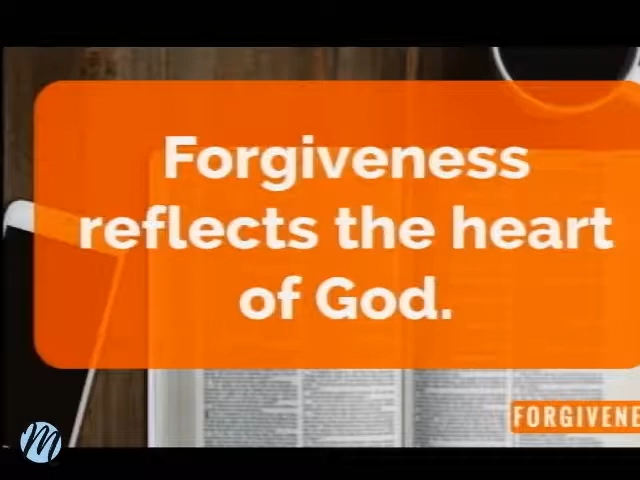 Forgiveness
reflects the heart
of God.
FORGIVENE
M